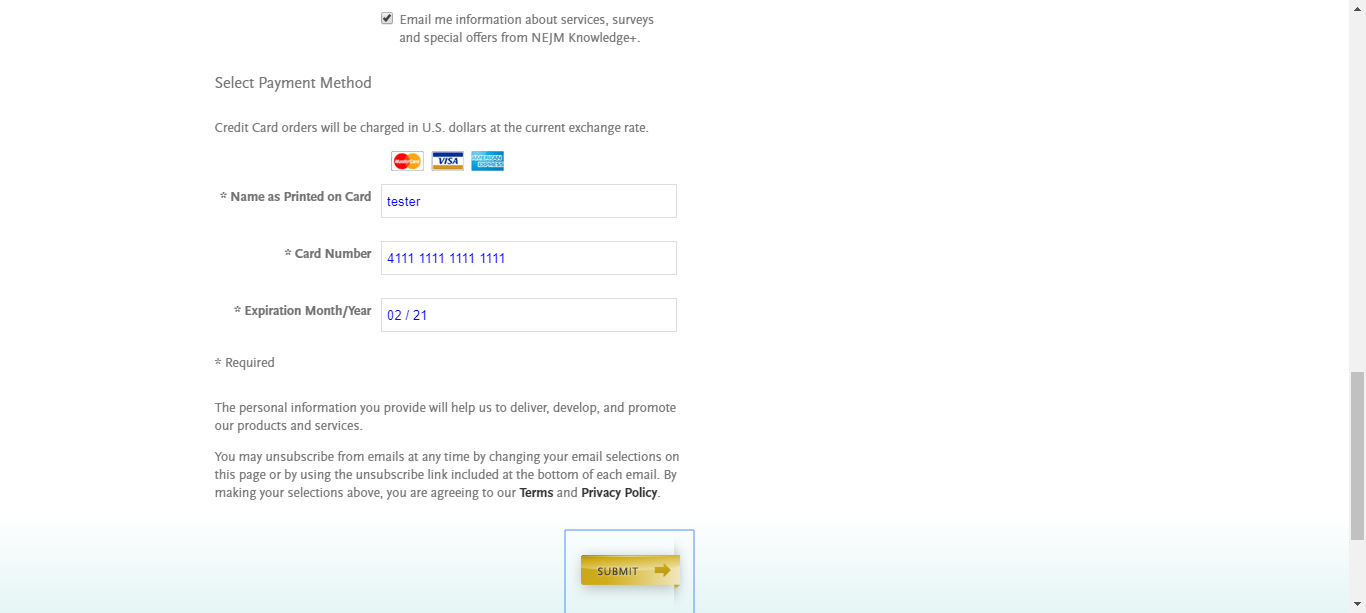 Email me information about services, surveys
and special offers from NEJM Knowledge+.
Select Payment Method
Credit Card orders will be charged in U.S. dollars at the current exchange rate.
MasterCard VISA AMERICAN EXPRESS
* Name as Printed on Card tester
* Card Number 4111 1111 1111 1111
* Expiration Month/Year 02 / 21
* Required
The personal information you provide will help us to deliver, develop, and promote
our products and services.
You may unsubscribe from emails at any time by changing your email selections on
this page or by using the unsubscribe link included at the bottom of each email. By
making your selections above, you are agreeing to our Terms and Privacy Policy.
SUBMIT